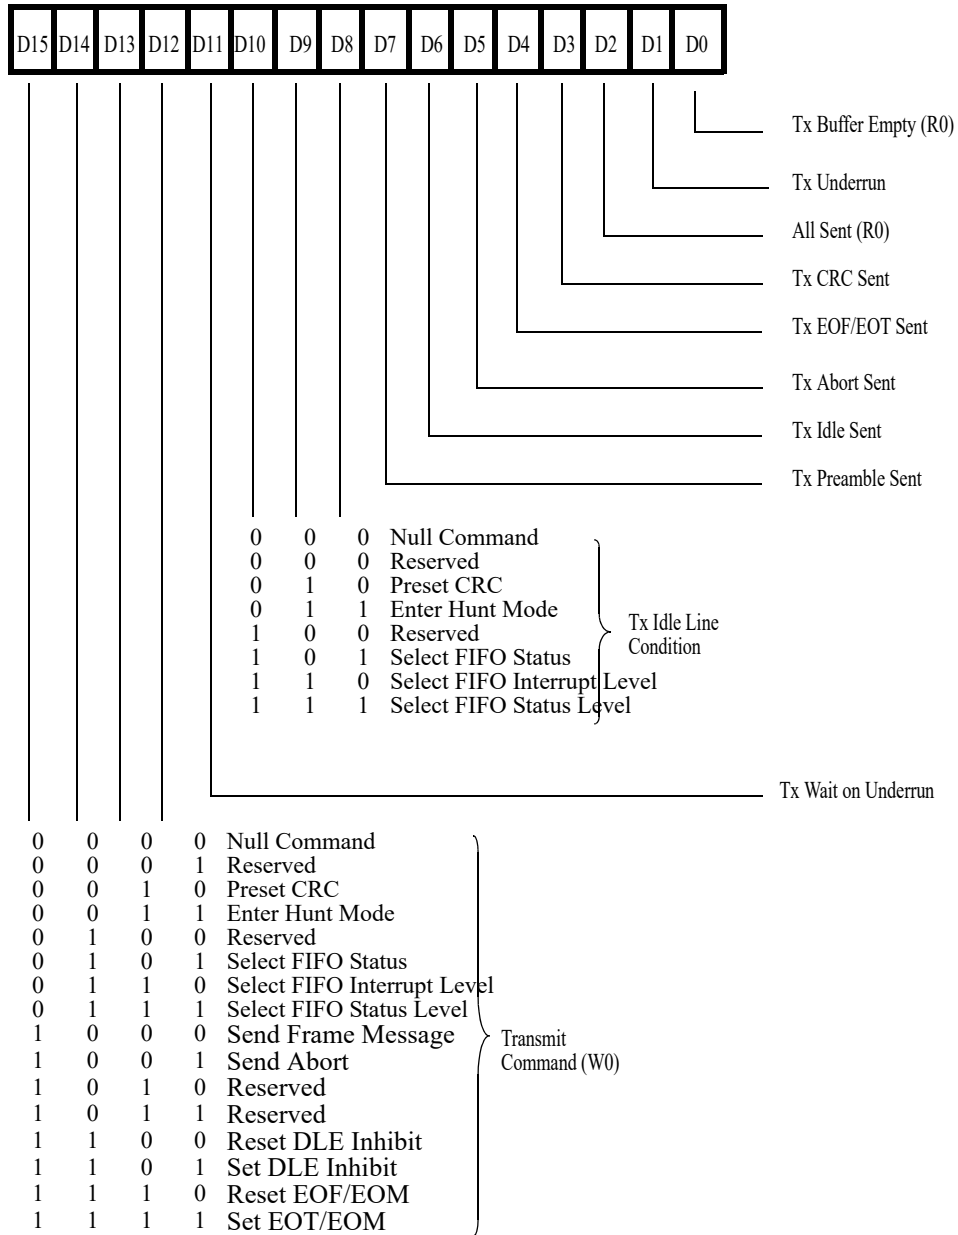 D15 D14 D13 D12 D11 D10 D9 D8 D7 D6 D5 D4 D3 D2 D1 D0
Tx Buffer Empty (R0)
Tx Underrun
All Sent (R0)
Tx CRC Sent
Tx EOF/EOT Sent
Tx Abort Sent
Tx Idle Sent
Tx Preamble Sent
0 0 0 Null Command
0 0 0 Reserved
0 1 0 Preset CRC
0 1 1 Enter Hunt Mode
1 0 0 Reserved
1 0 1 Select FIFO Status
1 1 0 Select FIFO Interrupt Level
1 1 1 Select FIFO Status Level
Tx Idle Line
Condition
Tx Wait on Underrun
0 0 0 0 Null Command
0 0 0 1 Reserved
0 0 1 0 Preset CRC
0 0 1 1 Enter Hunt Mode
0 1 0 0 Reserved
0 1 0 1 Select FIFO Status
0 1 1 0 Select FIFO Interrupt Level
0 1 1 1 Select FIFO Status Level
1 0 0 0 Send Frame Message
1 0 0 1 Send Abort
1 0 1 0 Reserved
1 0 1 1 Reserved
1 1 0 0 Reset DLE Inhibit
1 1 0 1 Set DLE Inhibit
1 1 1 0 Reset EOF/EOM
1 1 1 1 Set EOT/EOM
Transmit
Command (W0)